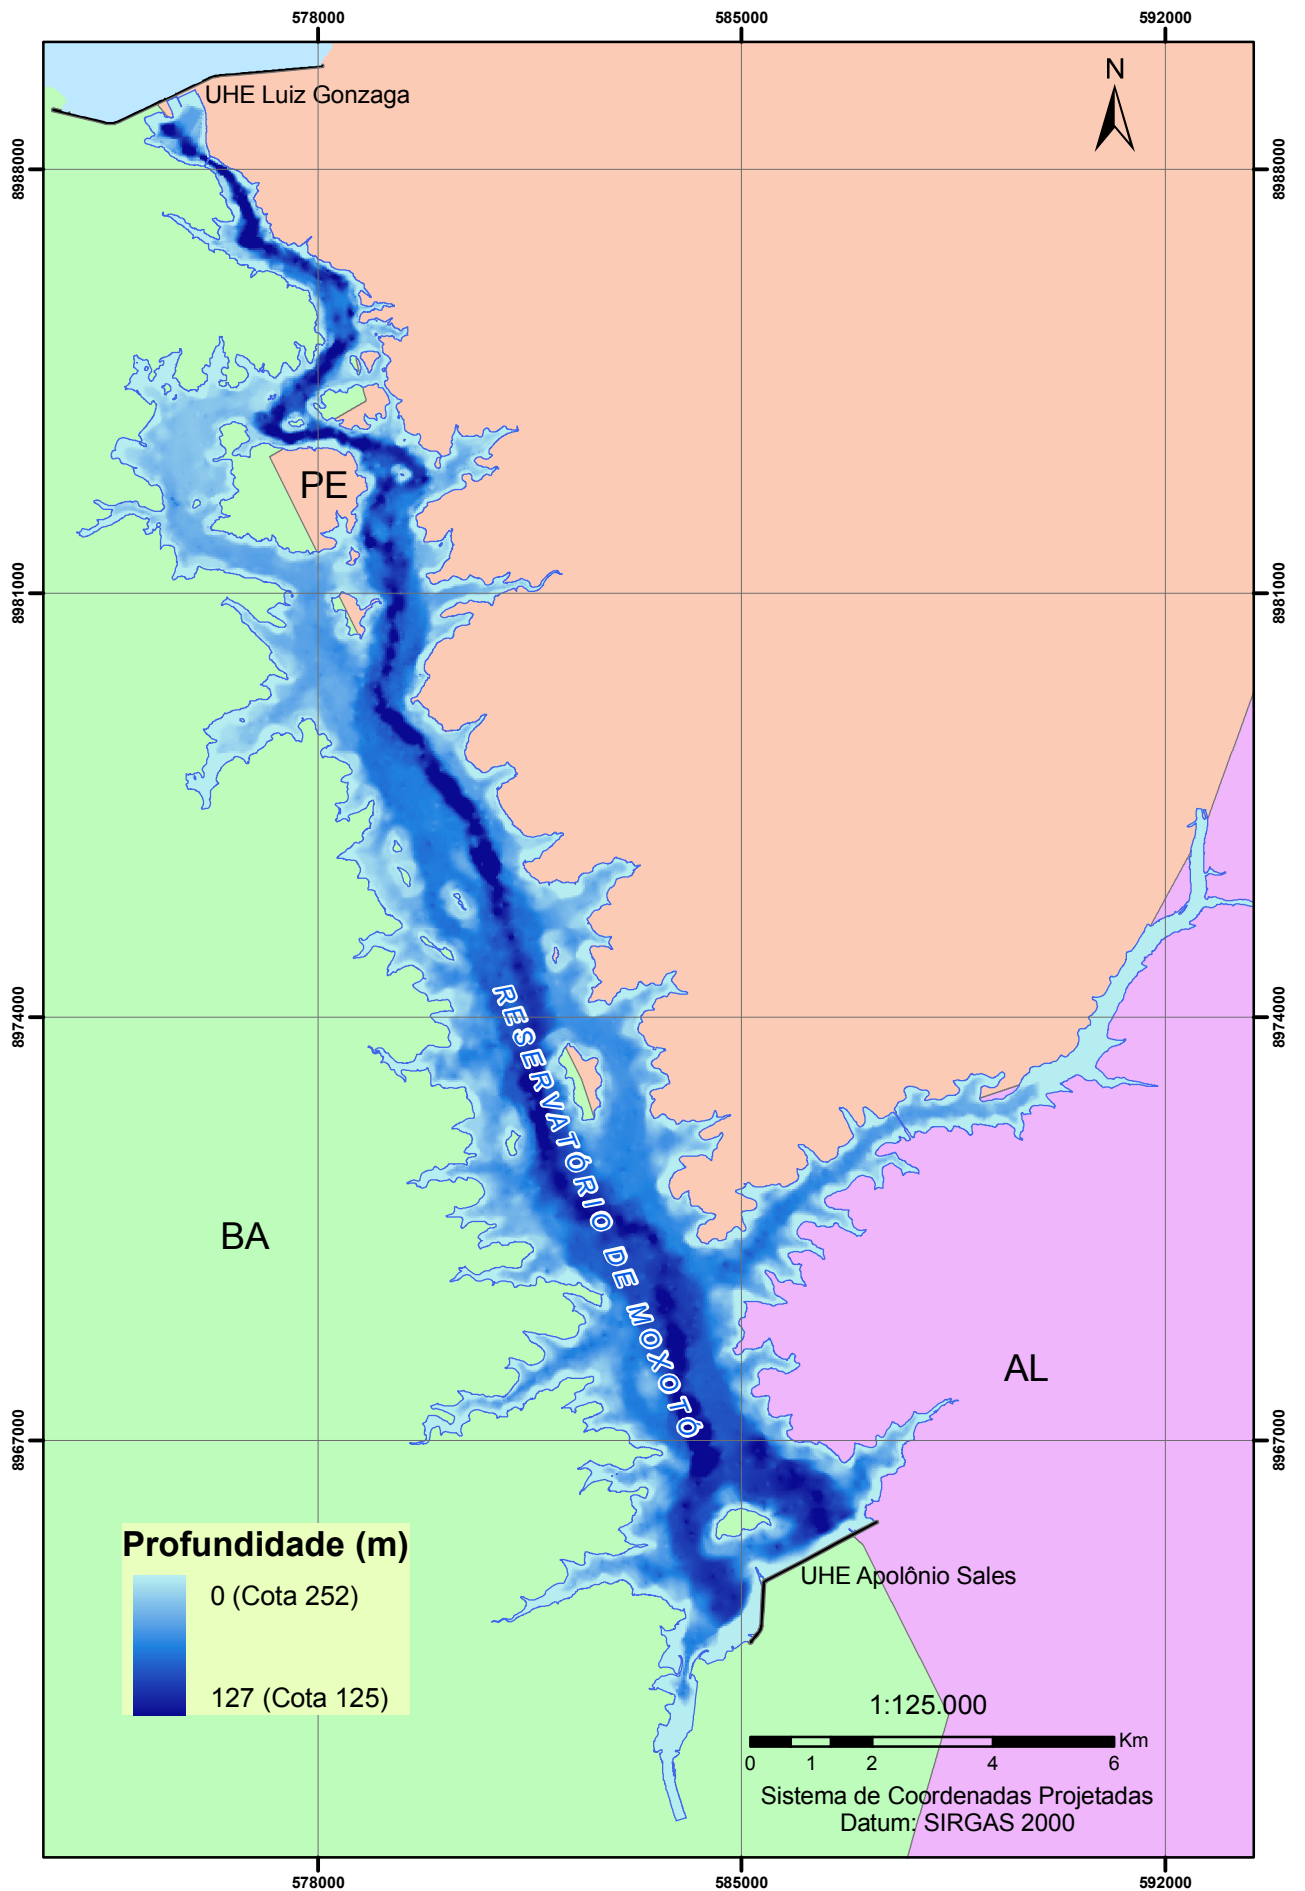 578000
585000
592000
N
UHE Luiz Gonzaga
8988000
8988000
PE
8981000
8981000
8974000
8974000
RESERVATÓRIO DE MOXOTÓ
BA
AL
8967000
8967000
Profundidade (m)
0 (Cota 252)
127 (Cota 125)
UHE Apolônio Sales
1:125.000
Km
0 1 2 4 6
Sistema de Coordenadas Projetadas
Datum: SIRGAS 2000
578000
585000
592000